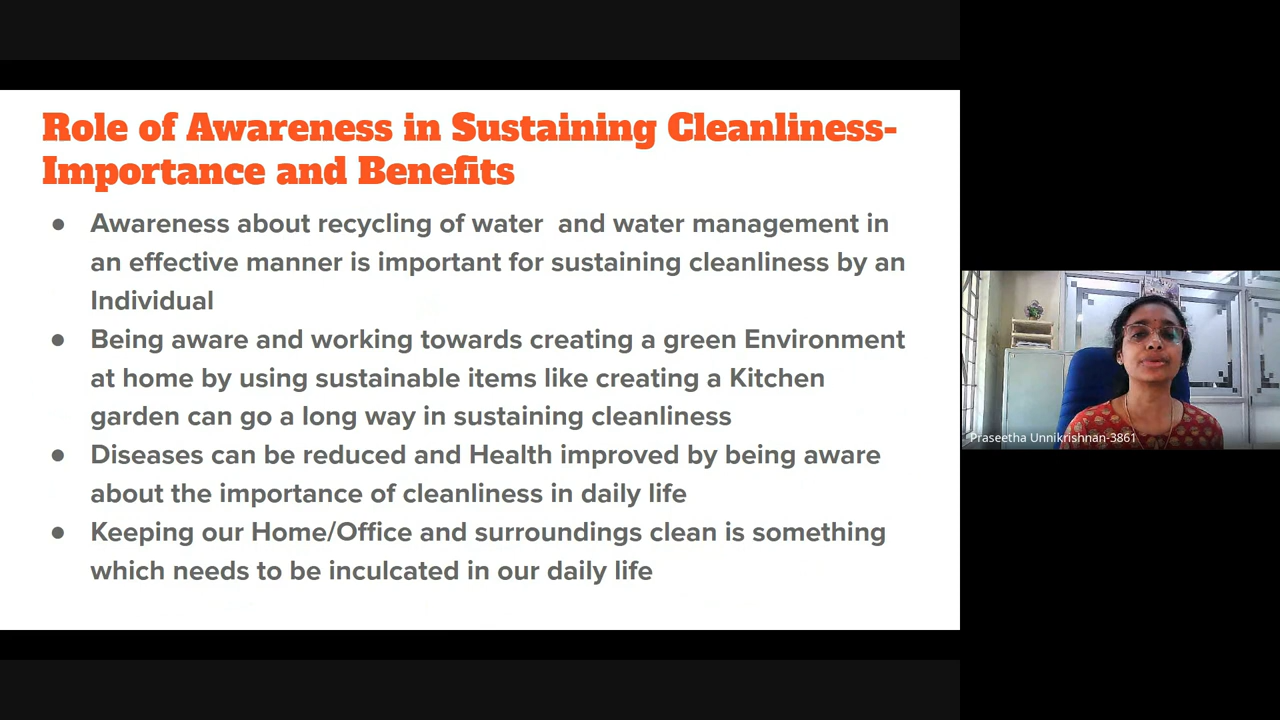 Role of Awareness in Sustaining Cleanliness-
Importance and Benefits
● Awareness about recycling of water  and water management in
an effective manner is important for sustaining cleanliness by an
Individual
● Being aware and working towards creating a green Environment
at home by using sustainable items like creating a Kitchen
garden can go a long way in sustaining cleanliness
● Diseases can be reduced and Health improved by being aware
about the importance of cleanliness in daily life
● Keeping our Home/Office and surroundings clean is something
which needs to be inculcated in our daily life
Praseetha Unnikrishnan-3861